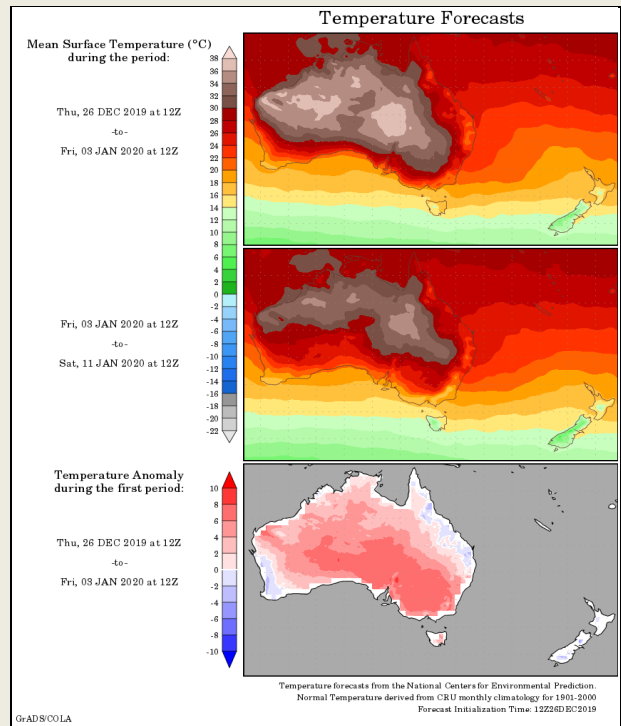 Temperature Forecasts
Mean Surface Temperature (°C)
during the period:
Thu, 26 DEC 2019 at 12Z
-to-
Fri, 03 JAN 2020 at 12Z
38
36
34
32
30
28
26
24
22
20
18
16
14
12
10
8
6
4
2
0
-2
-4
-6
-8
-10
-12
-14
-16
-18
-20
-22
Fri, 03 JAN 2020 at 12Z
-to-
Sat, 11 JAN 2020 at 12Z
Temperature Anomaly
during the first period:
Thu, 26 DEC 2019 at 12Z
-to-
Fri, 03 JAN 2020 at 12Z
10
8
6
4
2
0
-2
-4
-6
-8
-10
Temperature forecasts from the National Centers for Environmental Prediction.
Normal Temperature derived from CRU monthly climatology for 1901-2000
Forecast Initialization Time: 12Z26DEC2019
GrADS/COLA